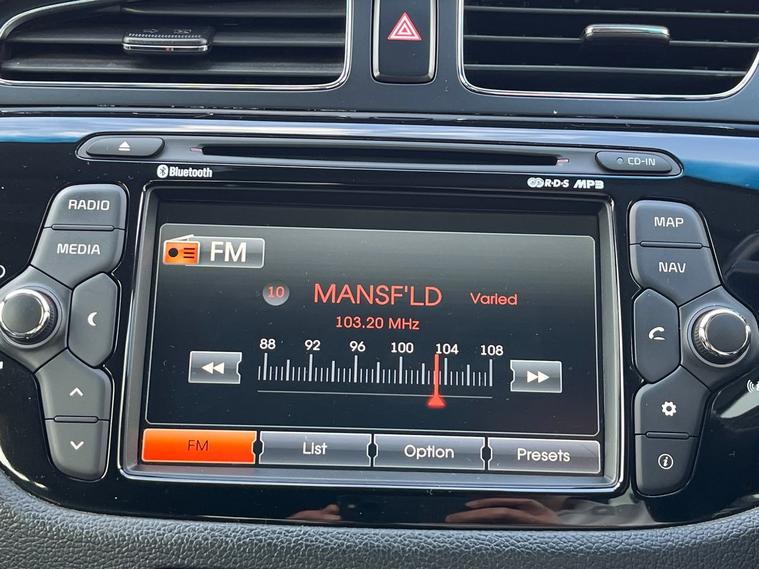 CD-IN
Bluetooth
R·D·S MP3
RADIO
MAP
FM
MEDIA
NAV
10 MANSF'LD Varied
103.20 MHz
88 92 96 100 104 108
FM List Option Presets